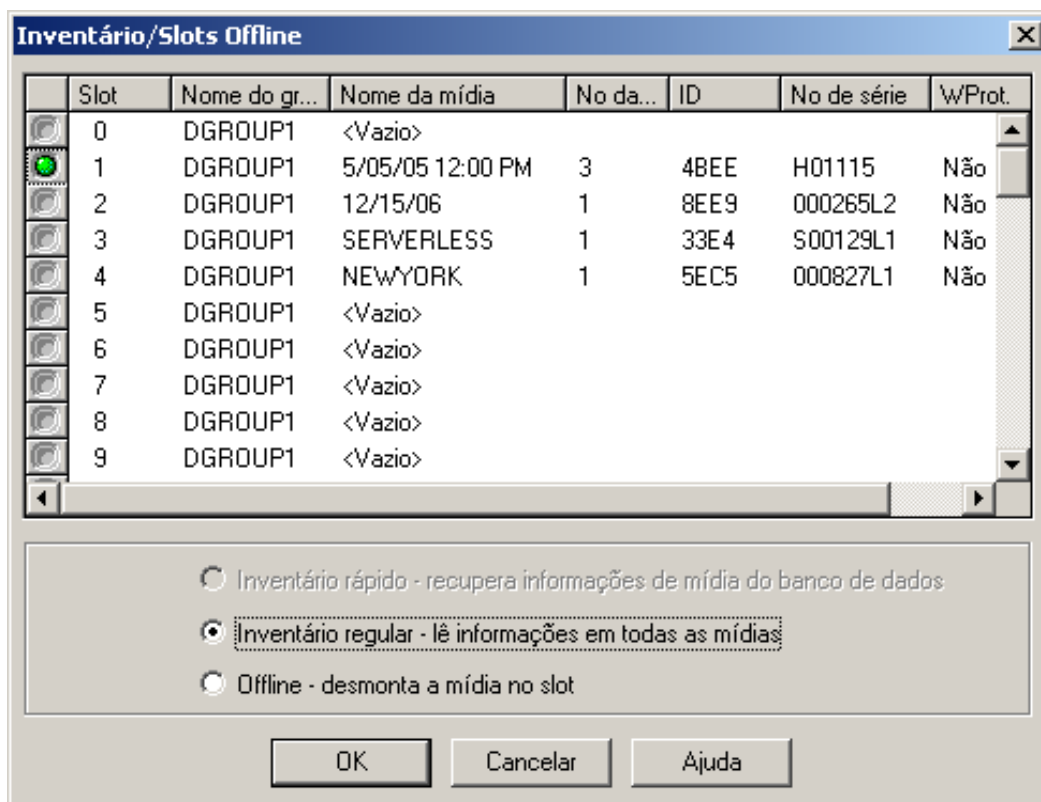 Inventário/Slots Offline
Slot Nome do gr... Nome da mídia No da... ID No de série WProt.
0 DGROUP1 <Vazio>
1 DGROUP1 5/05/05 12:00 PM 3 4BEE H01115 Não
2 DGROUP1 12/15/06 1 8EE9 000265L2 Não
3 DGROUP1 SERVERLESS 1 33E4 S00129L1 Não
4 DGROUP1 NEWYORK 1 5EC5 000827L1 Não
5 DGROUP1 <Vazio>
6 DGROUP1 <Vazio>
7 DGROUP1 <Vazio>
8 DGROUP1 <Vazio>
9 DGROUP1 <Vazio>
Inventário rápido - recupera informações de mídia do banco de dados
Inventário regular - lê informações em todas as mídias
Offline - desmonta a mídia no slot
OK Cancelar Ajuda